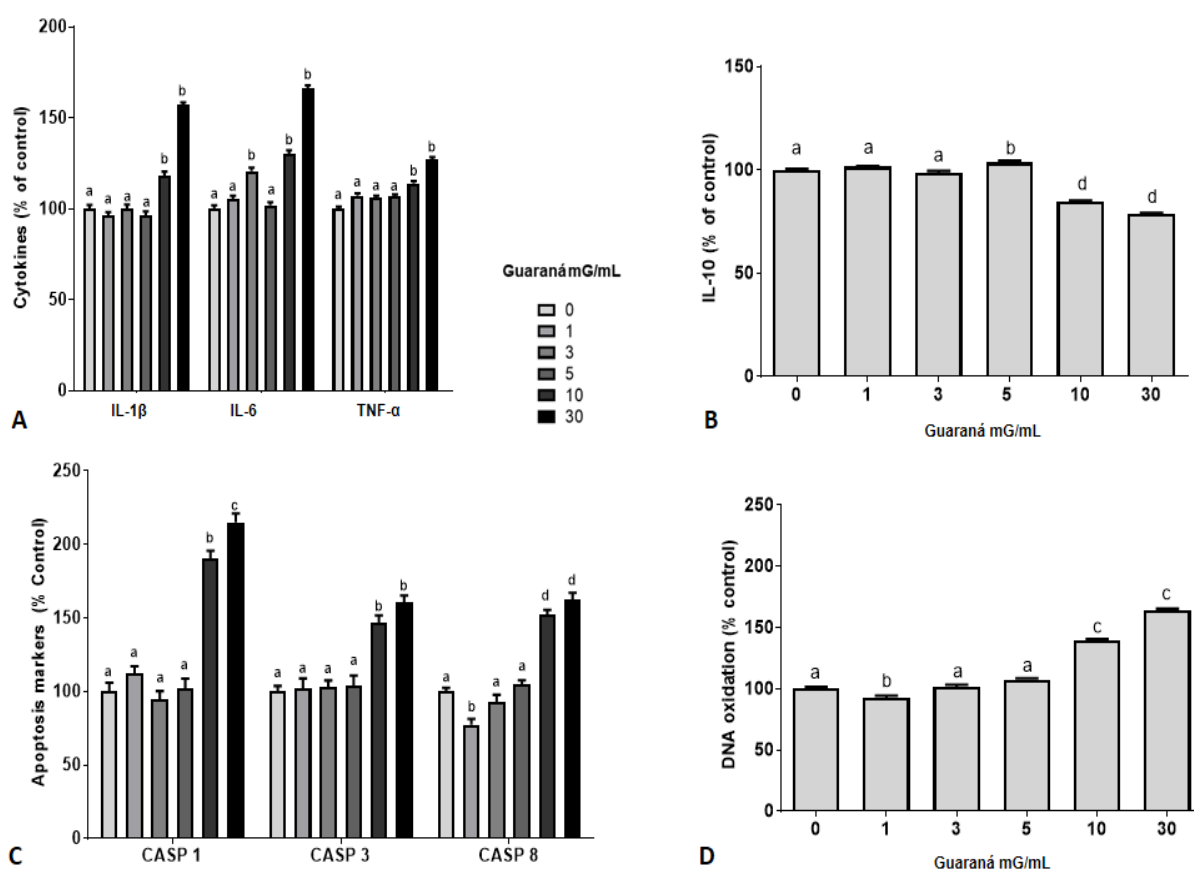 200
150
100
50
0
Cytokines (% of control)
a a a a b b
a a b a b b
a a a a b b
IL-1β IL-6 TNF-α
A
Guaraná mG/mL
0
1
3
5
10
30
150
100
50
0
IL-10 (% of control)
a a a b d d
0 1 3 5 10 30
Guaraná mG/mL
B
250
200
150
100
50
0
Apoptosis markers (% Control)
a a a a b c
a a a a b b
a b a a d d
CASP 1 CASP 3 CASP 8
C
250
200
150
100
50
0
DNA oxidation (% control)
a b a a c c
0 1 3 5 10 30
Guaraná mG/mL
D